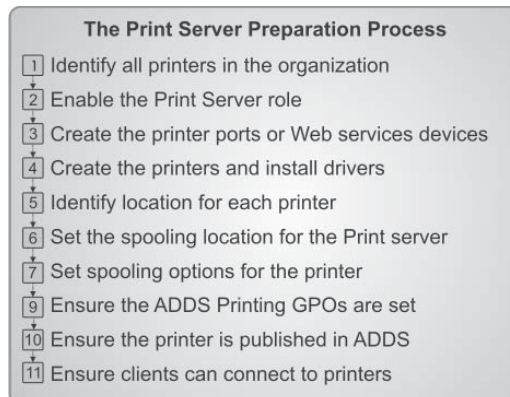 The Print Server Preparation Process
1 Identify all printers in the organization
2 Enable the Print Server role
3 Create the printer ports or Web services devices
4 Create the printers and install drivers
5 Identify location for each printer
6 Set the spooling location for the Print server
7 Set spooling options for the printer
9 Ensure the ADDS Printing GPOs are set
10 Ensure the printer is published in ADDS
11 Ensure clients can connect to printers